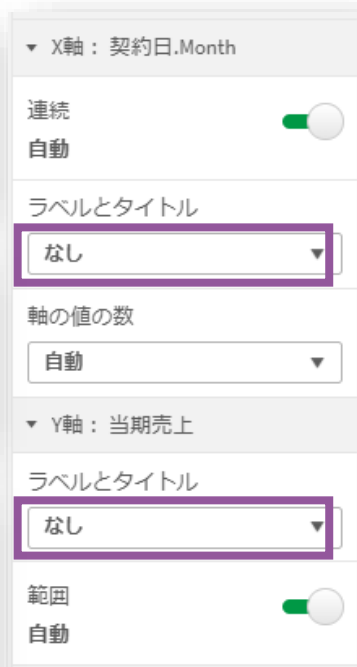 X軸： 契約日.Month
連続
自動
ラベルとタイトル
なし
軸の値の数
自動
Y軸： 当期売上
ラベルとタイトル
なし
範囲
自動